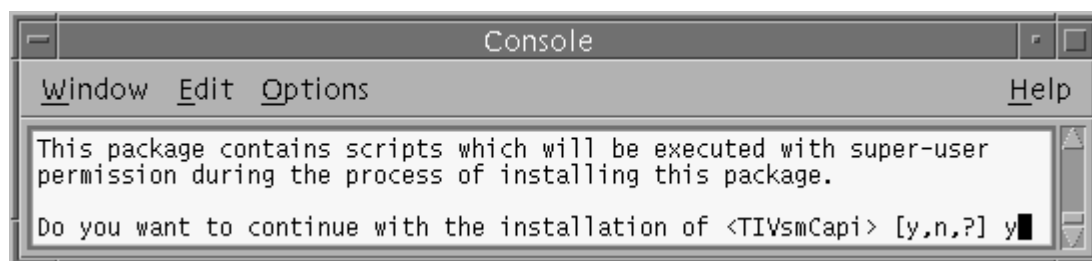 Console
Window Edit Options Help
This package contains scripts which will be executed with super-user
permission during the process of installing this package.
Do you want to continue with the installation of <TIVsmCapi> [y,n,?] y